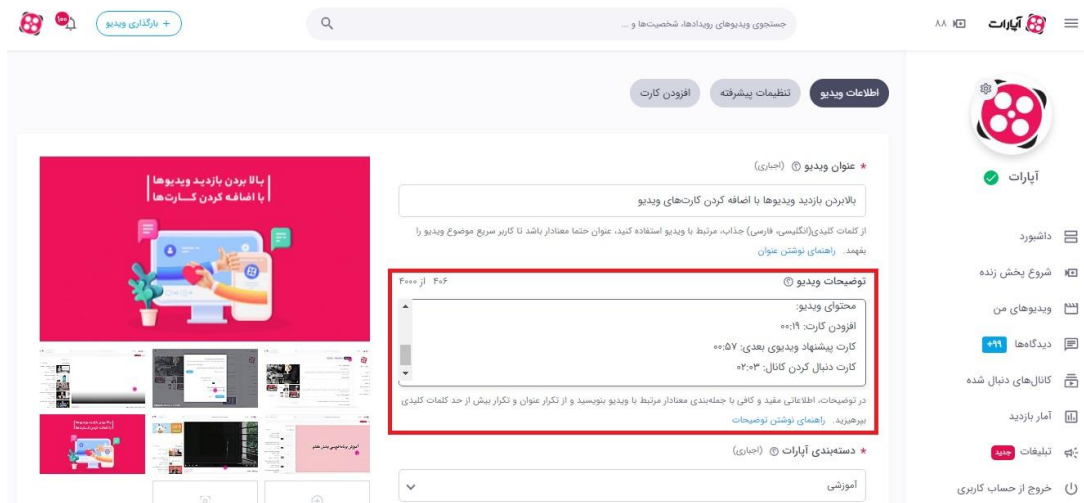 آپارات
۸۸
جستجوی ویدیوهای رویدادها، شخصیت‌ها و ...
+ بارگذاری ویدیو
۱۰۰
آپارات
داشبورد
شروع پخش زنده
ویدیوهای من
دیدگاه‌ها +۹۹
کانال‌های دنبال شده
آمار بازدید
تبلیغات جدید
خروج از حساب کاربری
اطلاعات ویدیو
تنظیمات پیشرفته
افزودن کارت
* عنوان ویدیو (اجباری)
بالابردن بازدید ویدیوها با اضافه کردن کارت‌های ویدیو
از کلمات کلیدی(انگلیسی، فارسی) جذاب، مرتبط با ویدیو استفاده کنید، عنوان حتما معنادار باشد تا کاربر سریع موضوع ویدیو را
بفهمد. راهنمای نوشتن عنوان
توضیحات ویدیو
۴۰۶ از ۴۰۰۰
محتوای ویدیو:
افزودن کارت: ۰۰:۱۹
کارت پیشنهاد ویدیوی بعدی: ۰۰:۵۷
کارت دنبال کردن کانال: ۰۲:۰۳
در توضیحات، اطلاعاتی مفید و کافی با جمله‌بندی معنادار مرتبط با ویدیو بنویسید و از تکرار عنوان و تکرار بیش از حد کلمات کلیدی
بپرهیزید. راهنمای نوشتن توضیحات
* دسته‌بندی آپارات (اجباری)
آموزشی
بالا بردن بازدید ویدیوها
با اضافه کردن کـــارت‌ها